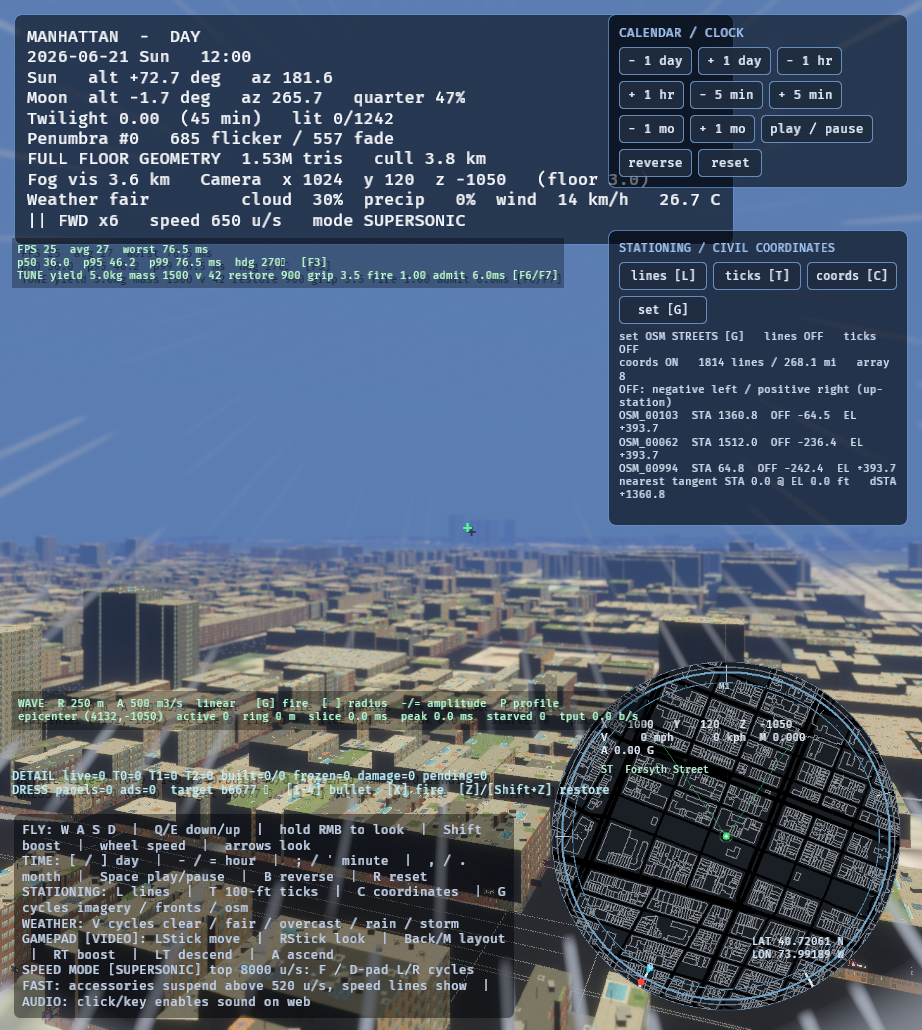 MANHATTAN - DAY
2026-06-21 Sun 12:00
Sun alt +72.7 deg az 181.6
Moon alt -1.7 deg az 265.7 quarter 47%
Twilight 0.00 (45 min) lit 0/1242
Penumbra #0 685 flicker / 557 fade
FULL FLOOR GEOMETRY 1.53M tris cull 3.8 km
Fog vis 3.6 km Camera x 1024 y 120 z -1050 (floor 3.0)
Weather fair cloud 30% precip 0% wind 14 km/h 26.7 C
|| FWD x6 speed 650 u/s mode SUPERSONIC
FPS 25 avg 27 worst 76.5 ms
p50 36.0 p95 46.2 p99 76.5 ms hdg 270 [F3]
TUNE yield 5.0kg mass 1500 v 42 restore 900 grip 3.5 fire 1.00 admit 6.0ms [F6/F7]
CALENDAR / CLOCK
- 1 day + 1 day - 1 hr
+ 1 hr - 5 min + 5 min
- 1 mo + 1 mo play / pause
reverse reset
STATIONING / CIVIL COORDINATES
lines [L] ticks [T] coords [C]
set [G]
set OSM STREETS [G] lines OFF ticks
OFF
coords ON 1814 lines / 268.1 mi array
8
OFF: negative left / positive right (up-
station)
OSM_00103 STA 1360.8 OFF -64.5 EL
+393.7
OSM_00062 STA 1512.0 OFF -236.4 EL
+393.7
OSM_00994 STA 64.8 OFF -242.4 EL +393.7
nearest tangent STA 0.0 @ EL 0.0 ft dSTA
+1360.8
WAVE R 250 m A 500 m3/s linear [G] fire [ ] radius -/= amplitude P profile
epicenter (4132,-1050) active 0 ring 0 m slice 0.0 ms peak 0.0 ms starved 0 tput 0.0 b/s
DETAIL live=0 T0=0 T1=0 T2=0 built=0/0 frozen=0 damage=0 pending=0
DRESS panels=0 ads=0 target b6677 [1-4] bullet [X] fire [Z]/[Shift+Z] restore
FLY: W A S D | Q/E down/up | hold RMB to look | Shift
boost | wheel speed | arrows look
TIME: [ / ] day | - / = hour | ; / ' minute | , / .
month | Space play/pause | B reverse | R reset
STATIONING: L lines | T 100-ft ticks | C coordinates | G
cycles imagery / fronts / osm
WEATHER: V cycles clear / fair / overcast / rain / storm
GAMEPAD [VIDEO]: LStick move | RStick look | Back/M layout
| RT boost | LT descend | A ascend
SPEED MODE [SUPERSONIC] top 8000 u/s: F / D-pad L/R cycles
FAST: accessories suspend above 520 u/s, speed lines show |
AUDIO: click/key enables sound on web
X 1000 Y 120 Z -1050
V 0 mph 0 kph M 0.000
A 0.00 G
ST Forsyth Street
LAT 40.72061 N
LON 73.99189 W